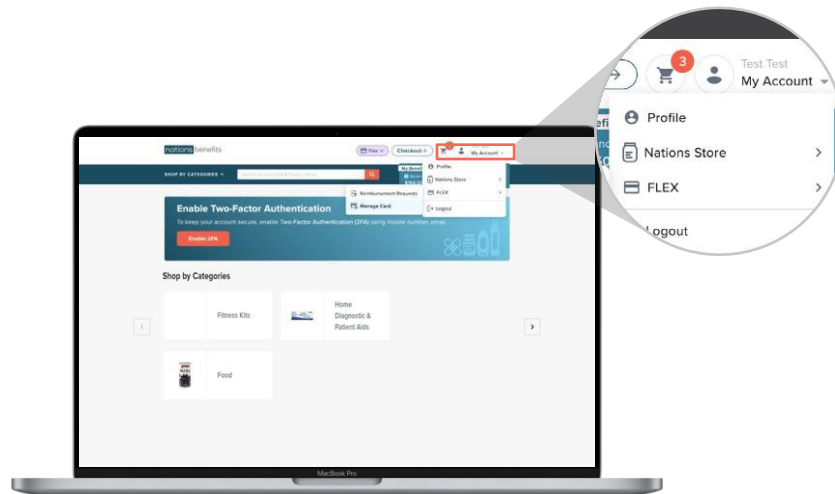 3
Test Test
My Account
Profile
Nations Store
FLEX
Logout
nations benefits
Flex
Checkout
My Account
SHOP BY CATEGORIES
Profile
Nations Store
FLEX
Logout
Reimbursement Requests
Manage Card
Enable Two-Factor Authentication
To keep your account secure, enable Two-Factor Authentication (2FA) using mobile number, email.
Enable 2FA
Shop by Categories
Fitness Kits
Home
Diagnostic &
Patient Aids
Food
MacBook Pro